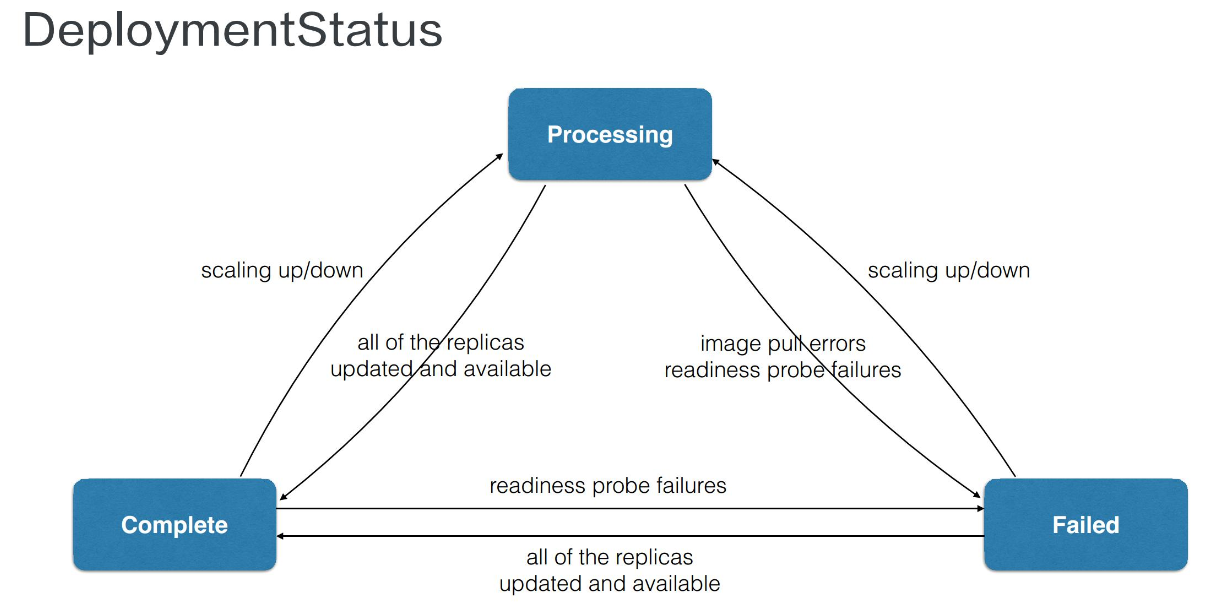 DeploymentStatus
Processing
scaling up/down
scaling up/down
all of the replicas
updated and available
image pull errors
readiness probe failures
readiness probe failures
Complete
Failed
all of the replicas
updated and available